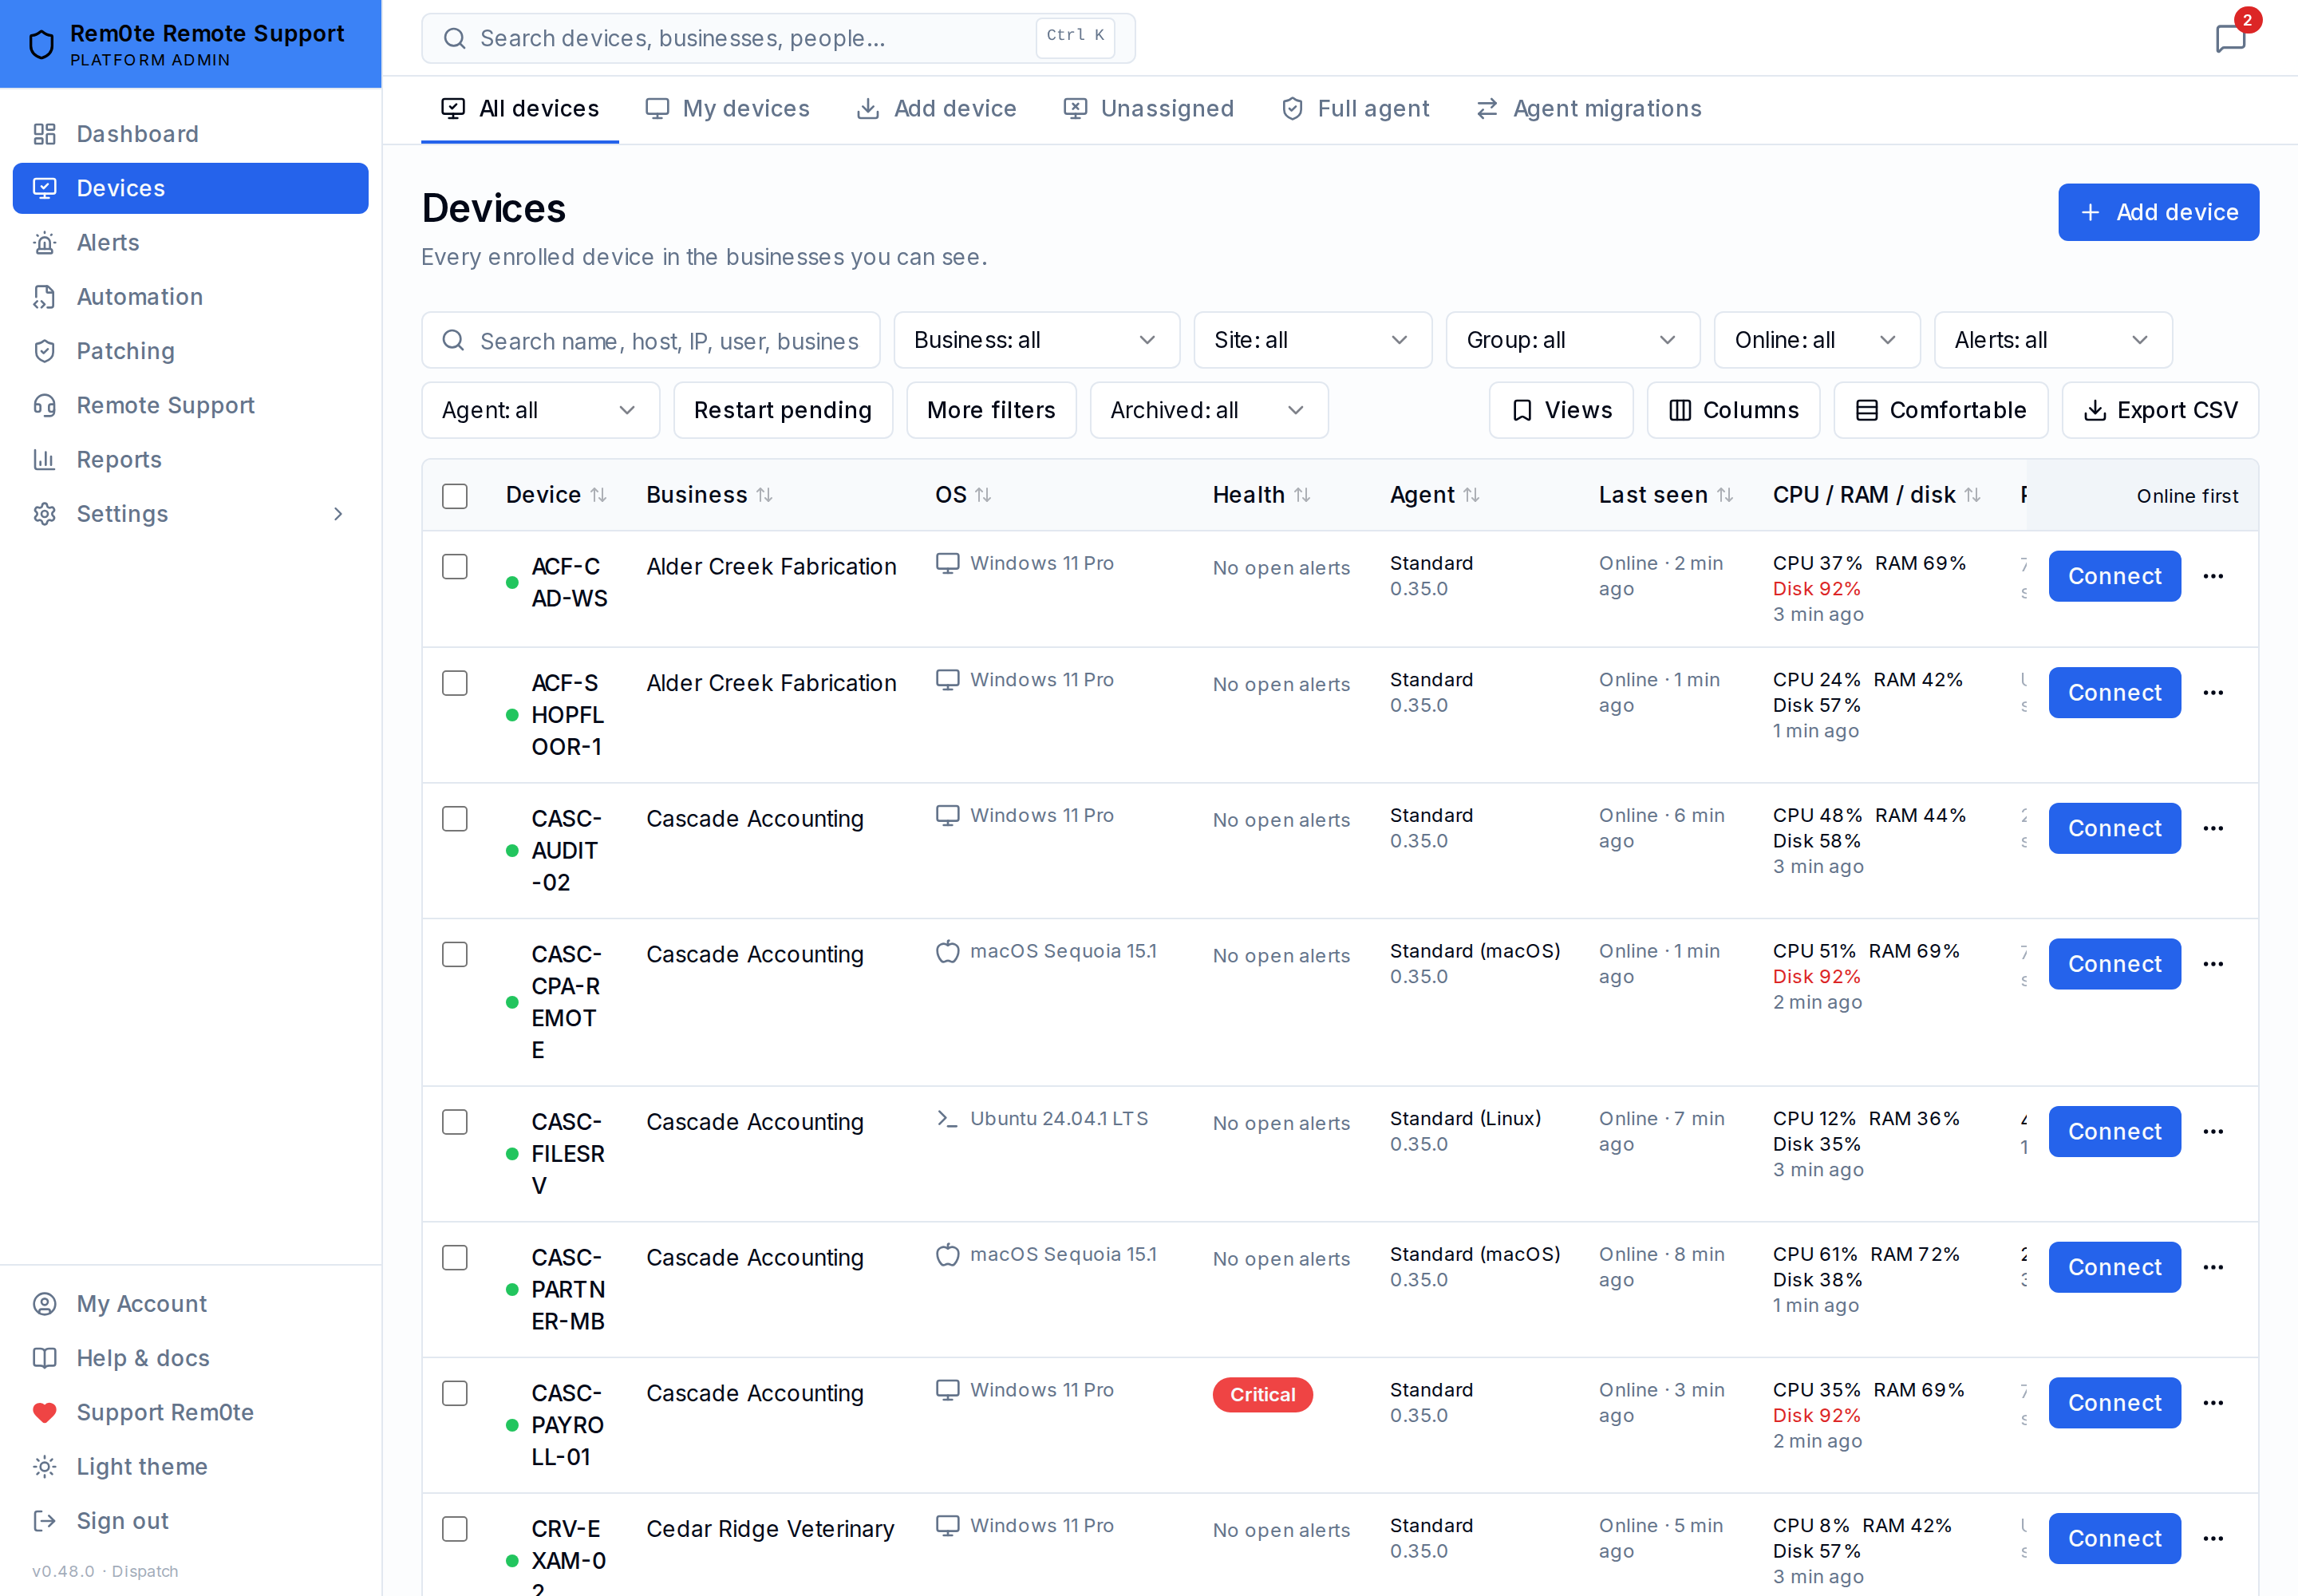 Rem0te Remote Support
PLATFORM ADMIN
Dashboard
Devices
Alerts
Automation
Patching
Remote Support
Reports
Settings
My Account
Help & docs
Support Rem0te
Light theme
Sign out
v0.48.0 · Dispatch
Search devices, businesses, people...
Ctrl K
2
All devices
My devices
Add device
Unassigned
Full agent
Agent migrations
Devices
Every enrolled device in the businesses you can see.
Add device
Search name, host, IP, user, busines
Business: all
Site: all
Group: all
Online: all
Alerts: all
Agent: all
Restart pending
More filters
Archived: all
Views
Columns
Comfortable
Export CSV
Device
Business
OS
Health
Agent
Last seen
CPU / RAM / disk
Online first
ACF-C
AD-WS
Alder Creek Fabrication
Windows 11 Pro
No open alerts
Standard
0.35.0
Online · 2 min
ago
CPU 37% RAM 69%
Disk 92%
3 min ago
Connect
ACF-S
HOPFL
OOR-1
Alder Creek Fabrication
Windows 11 Pro
No open alerts
Standard
0.35.0
Online · 1 min
ago
CPU 24% RAM 42%
Disk 57%
1 min ago
Connect
CASC-
AUDIT
-02
Cascade Accounting
Windows 11 Pro
No open alerts
Standard
0.35.0
Online · 6 min
ago
CPU 48% RAM 44%
Disk 58%
3 min ago
Connect
CASC-
CPA-R
EMOT
E
Cascade Accounting
macOS Sequoia 15.1
No open alerts
Standard (macOS)
0.35.0
Online · 1 min
ago
CPU 51% RAM 69%
Disk 92%
2 min ago
Connect
CASC-
FILESR
V
Cascade Accounting
Ubuntu 24.04.1 LTS
No open alerts
Standard (Linux)
0.35.0
Online · 7 min
ago
CPU 12% RAM 36%
Disk 35%
3 min ago
Connect
CASC-
PARTN
ER-MB
Cascade Accounting
macOS Sequoia 15.1
No open alerts
Standard (macOS)
0.35.0
Online · 8 min
ago
CPU 61% RAM 72%
Disk 38%
1 min ago
Connect
CASC-
PAYRO
LL-01
Cascade Accounting
Windows 11 Pro
Critical
Standard
0.35.0
Online · 3 min
ago
CPU 35% RAM 69%
Disk 92%
2 min ago
Connect
CRV-E
XAM-0
2
Cedar Ridge Veterinary
Windows 11 Pro
No open alerts
Standard
0.35.0
Online · 5 min
ago
CPU 8% RAM 42%
Disk 57%
3 min ago
Connect